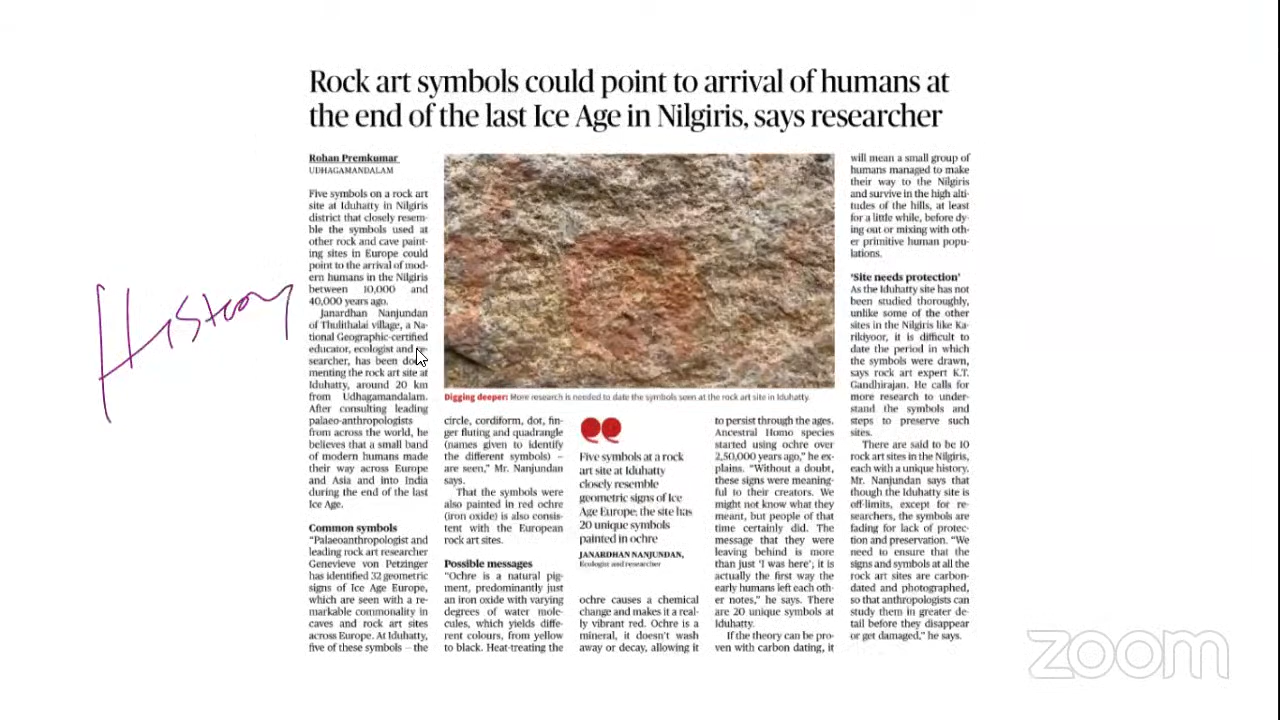 Rock art symbols could point to arrival of humans at
the end of the last Ice Age in Nilgiris, says researcher
Rohan Premkumar
UDHAGAMANDALAM
Five symbols on a rock art
site at Iduhatty in Nilgiris
district that closely resem-
ble the symbols used at
other rock and cave paint-
ing sites in Europe could
point to the arrival of mod-
ern humans in the Nilgiris
between 10,000 and
40,000 years ago.
Janardhan Nanjundan
of Thulithalai village, a Na-
tional Geographic-certified
educator, ecologist and re-
searcher, has been docu-
menting the rock art site at
Iduhatty, around 20 km
from Udhagamandalam.
After consulting leading
palaeo-anthropologists
from across the world, he
believes that a small band
of modern humans made
their way across Europe
and Asia and into India
during the end of the last
Ice Age.
Common symbols
"Palaeoanthropologist and
leading rock art researcher
Genevieve von Petzinger
has identified 32 geometric
signs of Ice Age Europe,
which are seen with a re-
markable commonality in
caves and rock art sites
across Europe. At Iduhatty,
five of these symbols — the
Digging deeper: More research is needed to date the symbols seen at the rock art site in Iduhatty.
circle, cordiform, dot, fin-
ger fluting and quadrangle
(names given to identify
the different symbols) –
are seen," Mr. Nanjundan
says.
That the symbols were
also painted in red ochre
(iron oxide) is also consis-
tent with the European
rock art sites.
Possible messages
"Ochre is a natural pig-
ment, predominantly just
an iron oxide with varying
degrees of water mole-
cules, which yields diffe-
rent colours, from yellow
to black. Heat-treating the
Five symbols at a rock
art site at Iduhatty
closely resemble
geometric signs of Ice
Age Europe; the site has
20 unique symbols
painted in ochre
JANARDHAN NANJUNDAN,
Ecologist and researcher
ochre causes a chemical
change and makes it a real-
ly vibrant red. Ochre is a
mineral, it doesn't wash
away or decay, allowing it
to persist through the ages.
Ancestral Homo species
started using ochre over
2,50,000 years ago," he ex-
plains. "Without a doubt,
these signs were meaning-
ful to their creators. We
might not know what they
meant, but people of that
time certainly did. The
message that they were
leaving behind is more
than just 'I was here'; it is
actually the first way the
early humans left each oth-
er notes," he says. There
are 20 unique symbols at
Iduhatty.
If the theory can be pro-
ven with carbon dating, it
will mean a small group of
humans managed to make
their way to the Nilgiris
and survive in the high alti-
tudes of the hills, at least
for a little while, before dy-
ing out or mixing with oth-
er primitive human popu-
lations.
'Site needs protection'
As the Iduhatty site has not
been studied thoroughly,
unlike some of the other
sites in the Nilgiris like Ka-
rikiyoor, it is difficult to
date the period in which
the symbols were drawn,
says rock art expert K.T.
Gandhirajan. He calls for
more research to under-
stand the symbols and
steps to preserve such
sites.
There are said to be 10
rock art sites in the Nilgiris,
each with a unique history.
Mr. Nanjundan says that
though the Iduhatty site is
off-limits, except for re-
searchers, the symbols are
fading for lack of protec-
tion and preservation. "We
need to ensure that the
signs and symbols at all the
rock art sites are carbon-
dated and photographed,
so that anthropologists can
study them in greater de-
tail before they disappear
or get damaged," he says.
History
zoom